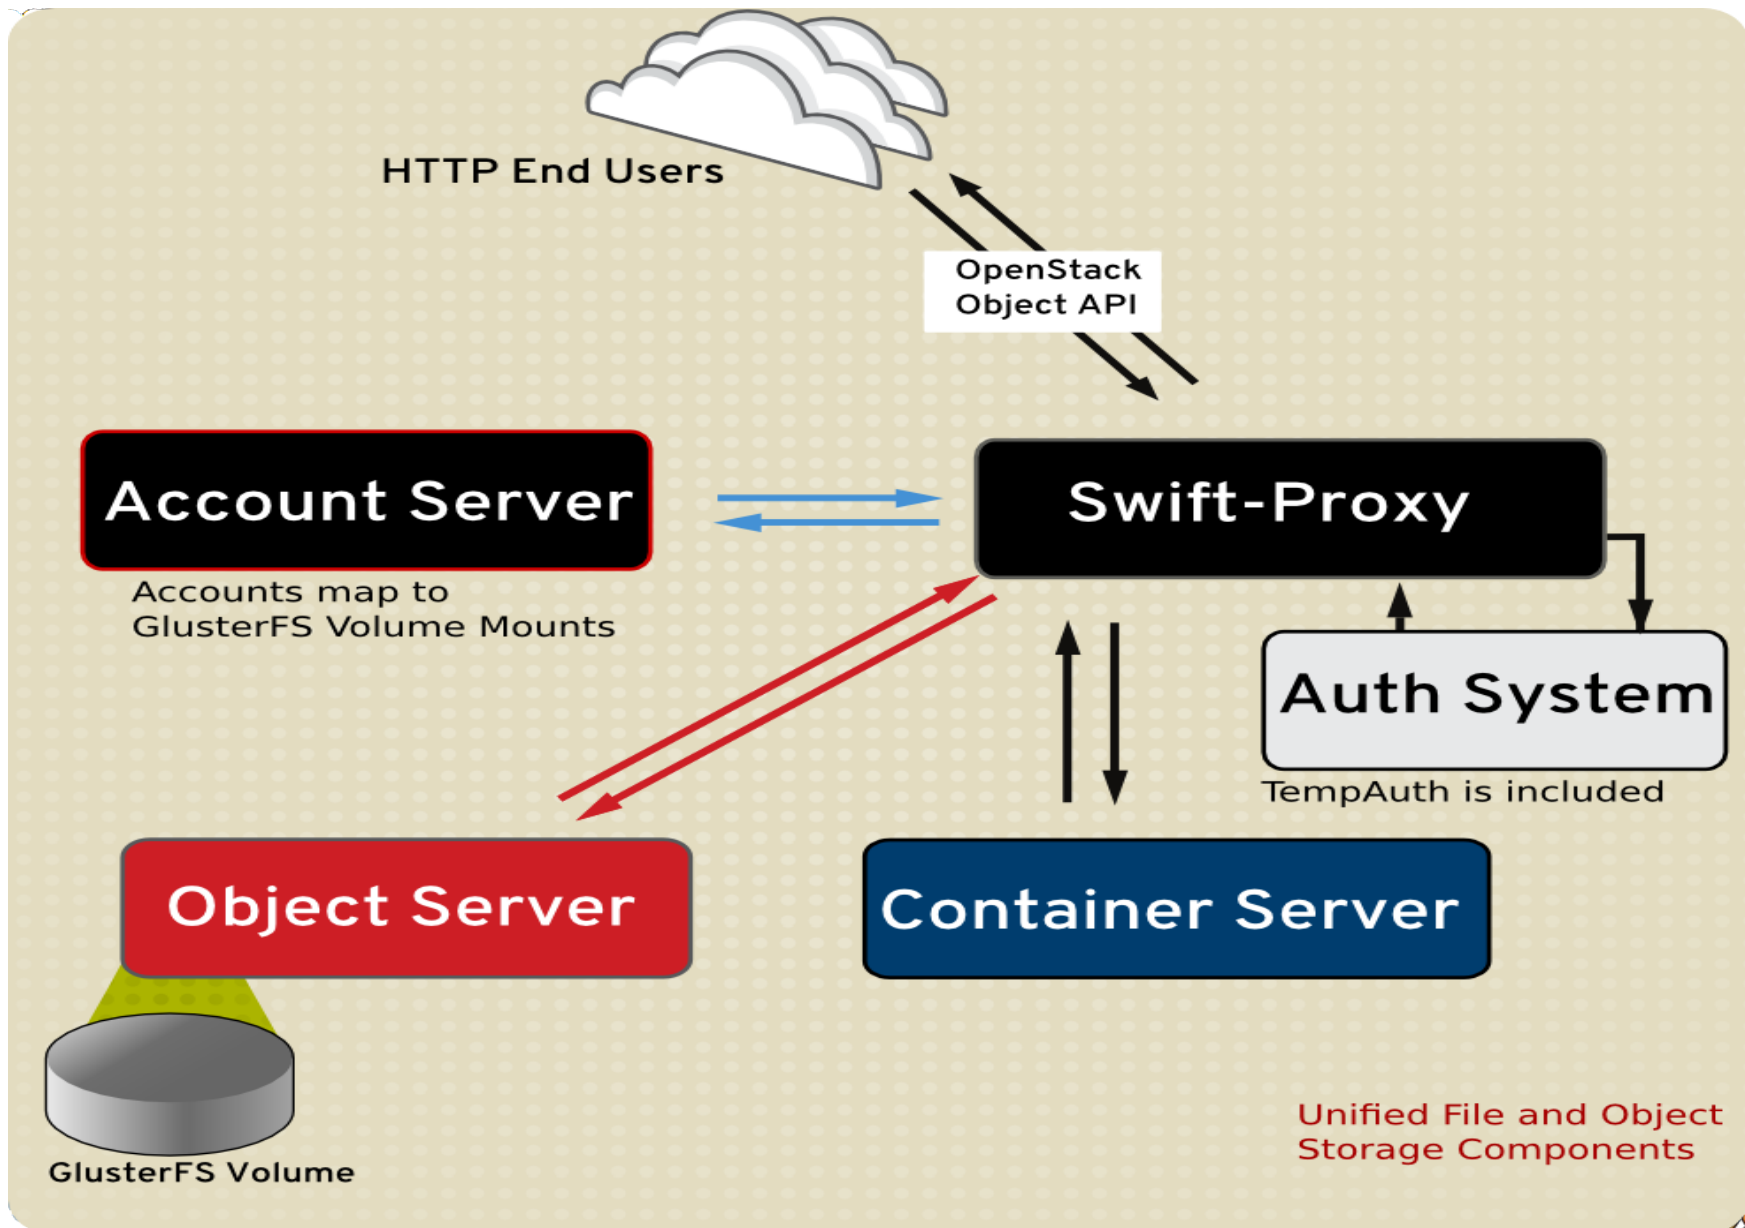 HTTP End Users
OpenStack
Object API
Account Server
Swift-Proxy
Accounts map to
GlusterFS Volume Mounts
Auth System
TempAuth is included
Object Server
Container Server
GlusterFS Volume
Unified File and Object
Storage Components